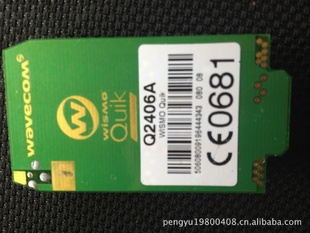 wavecom
wismo
Quik
Q2406A
WISMO Quik
CE0681
pengyu19800408.cn.alibaba.com